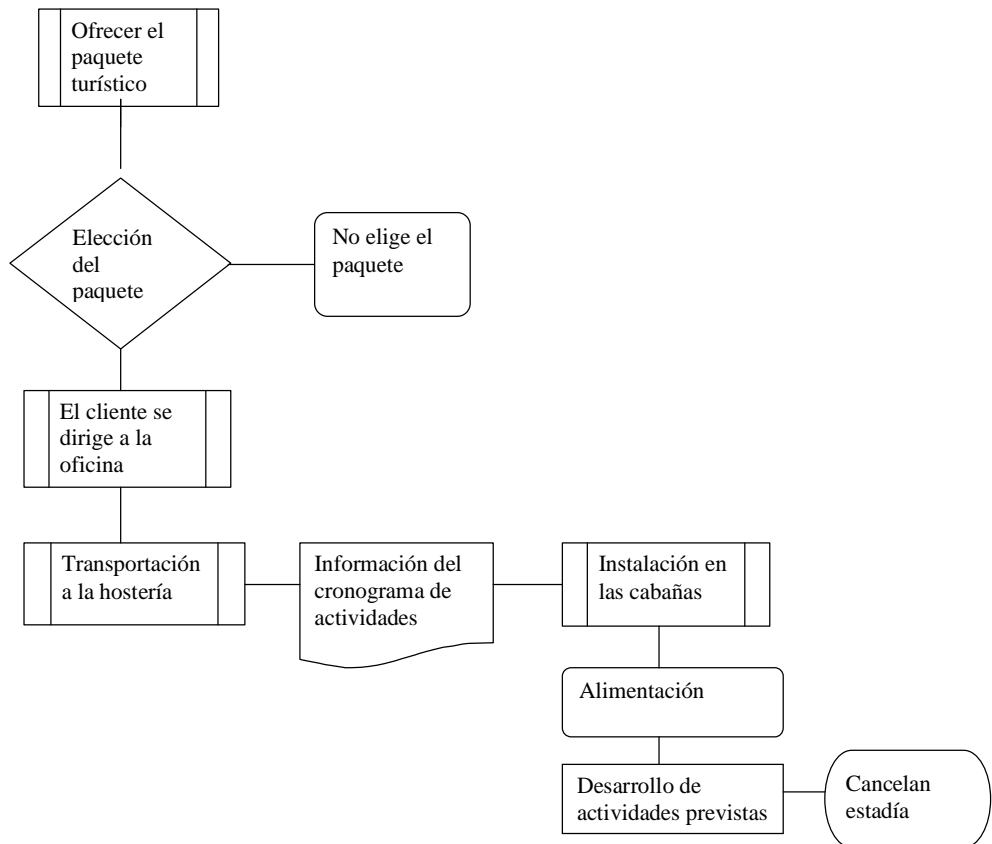 Ofrecer el
paquete
turístico
Elección
del
paquete
No elige el
paquete
El cliente se
dirige a la
oficina
Transportación
a la hostería
Información del
cronograma de
actividades
Instalación en
las cabañas
Alimentación
Desarrollo de
actividades previstas
Cancelan
estadía